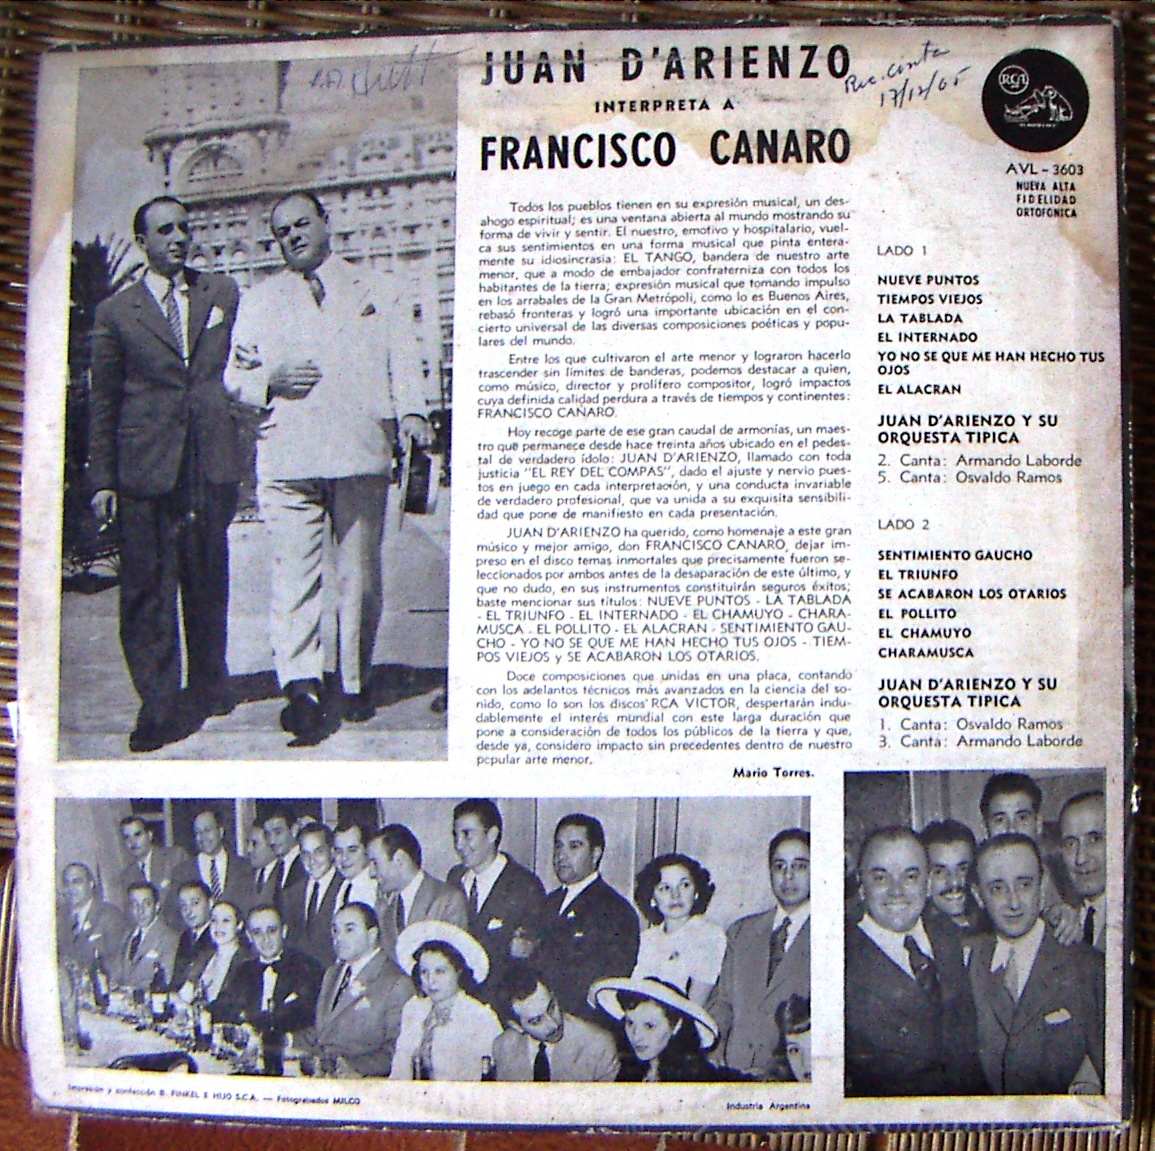 JUAN D'ARIENZO
INTERPRETA A
FRANCISCO CANARO
Rec. conta
17/12/65
RCA
AVL - 3603
NUEVA ALTA
FIDELIDAD
ORTOFONICA
Todos los pueblos tienen en su expresión musical, un des-
ahogo espiritual; es una ventana abierta al mundo mostrando su
forma de vivir y sentir. El nuestro, emotivo y hospitalario, vuel-
ca sus sentimientos en una forma musical que pinta entera-
mente su idiosincrasia: EL TANGO, bandera de nuestro arte
menor, que a modo de embajador confraterniza con todos los
habitantes de la tierra; expresión musical que tomando impulso
en los arrabales de la Gran Metrópoli, como lo es Buenos Aires,
rebasó fronteras y logró una importante ubicación en el con-
cierto universal de las diversas composiciones poéticas y popu-
lares del mundo.
Entre los que cultivaron el arte menor y lograron hacerlo
trascender sin límites de banderas, podemos destacar a quien,
como músico, director y prolífero compositor, logró impactos
cuya definida calidad perdura a través de tiempos y continentes:
FRANCISCO CANARO.
Hoy recoge parte de ese gran caudal de armonías, un maes-
tro que permanece desde hace treinta años ubicado en el pedes-
tal de verdadero ídolo: JUAN D'ARIENZO, llamado con toda
justicia "EL REY DEL COMPAS", dado el ajuste y nervio pues-
tos en juego en cada interpretación, y una conducta invariable
de verdadero profesional, que va unida a su exquisita sensibili-
dad que pone de manifiesto en cada presentación.
JUAN D'ARIENZO ha querido, como homenaje a este gran
músico y mejor amigo, don FRANCISCO CANARO, dejar im-
preso en el disco temas inmortales que precisamente fueron se-
leccionados por ambos antes de la desaparación de este último, y
que no dudo, en sus instrumentos constituirán seguros éxitos;
baste mencionar sus títulos: NUEVE PUNTOS - LA TABLADA
- EL TRIUNFO - EL INTERNADO - EL CHAMUYO - CHARA-
MUSCA - EL POLLITO - EL ALACRAN - SENTIMIENTO GAU-
CHO - YO NO SE QUE ME HAN HECHO TUS OJOS - TIEM-
POS VIEJOS y SE ACABARON LOS OTARIOS.
Doce composiciones que unidas en una placa, contando
con los adelantos técnicos más avanzados en la ciencia del so-
nido, como lo son los discos RCA VICTOR, despertarán indu-
dablemente el interés mundial con este larga duración que
pone a consideración de todos los públicos de la tierra y que,
desde ya, considero impacto sin precedentes dentro de nuestro
popular arte menor.
Mario Torres.
LADO 1
NUEVE PUNTOS
TIEMPOS VIEJOS
LA TABLADA
EL INTERNADO
YO NO SE QUE ME HAN HECHO TUS
OJOS
EL ALACRAN
JUAN D'ARIENZO Y SU
ORQUESTA TIPICA
2. Canta: Armando Laborde
5. Canta: Osvaldo Ramos
LADO 2
SENTIMIENTO GAUCHO
EL TRIUNFO
SE ACABARON LOS OTARIOS
EL POLLITO
EL CHAMUYO
CHARAMUSCA
JUAN D'ARIENZO Y SU
ORQUESTA TIPICA
1. Canta: Osvaldo Ramos
3. Canta: Armando Laborde
Impresión y confección B. FINKEL E HIJO S.C.A. — Fotograbados MILCO
Industria Argentina